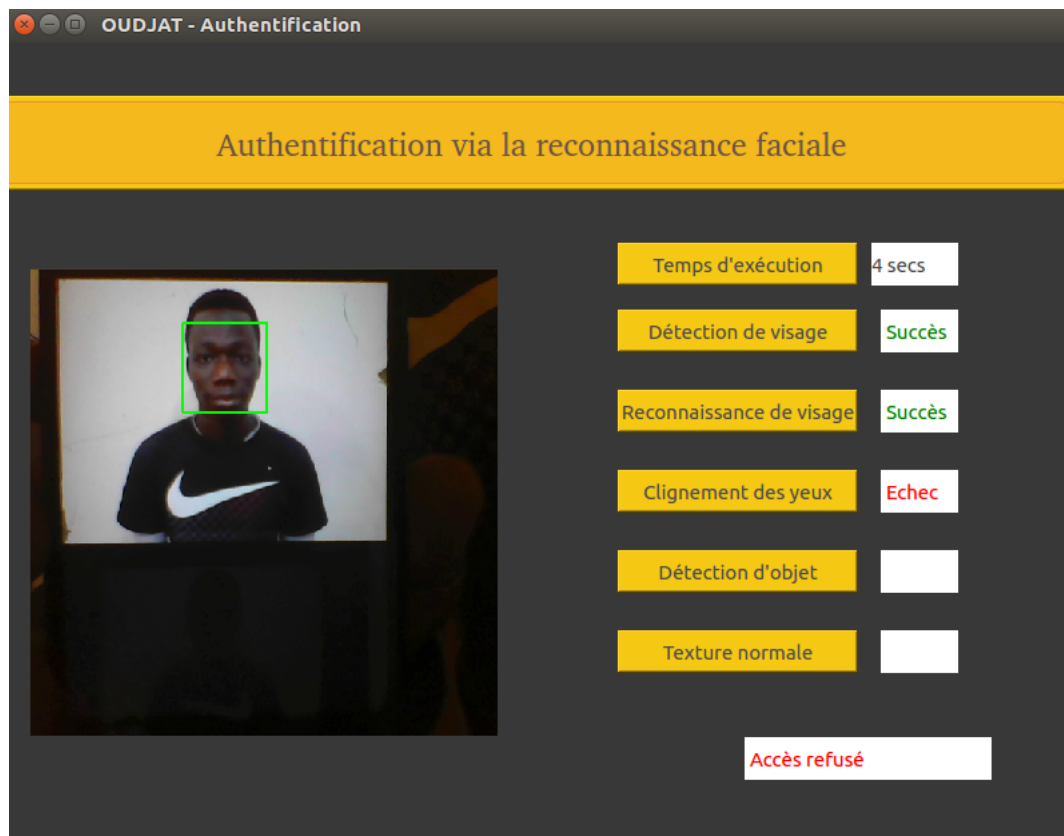 OUDJAT - Authentification
Authentification via la reconnaissance faciale
Temps d'exécution 4 secs
Détection de visage Succès
Reconnaissance de visage Succès
Clignement des yeux Echec
Détection d'objet
Texture normale
Accès refusé